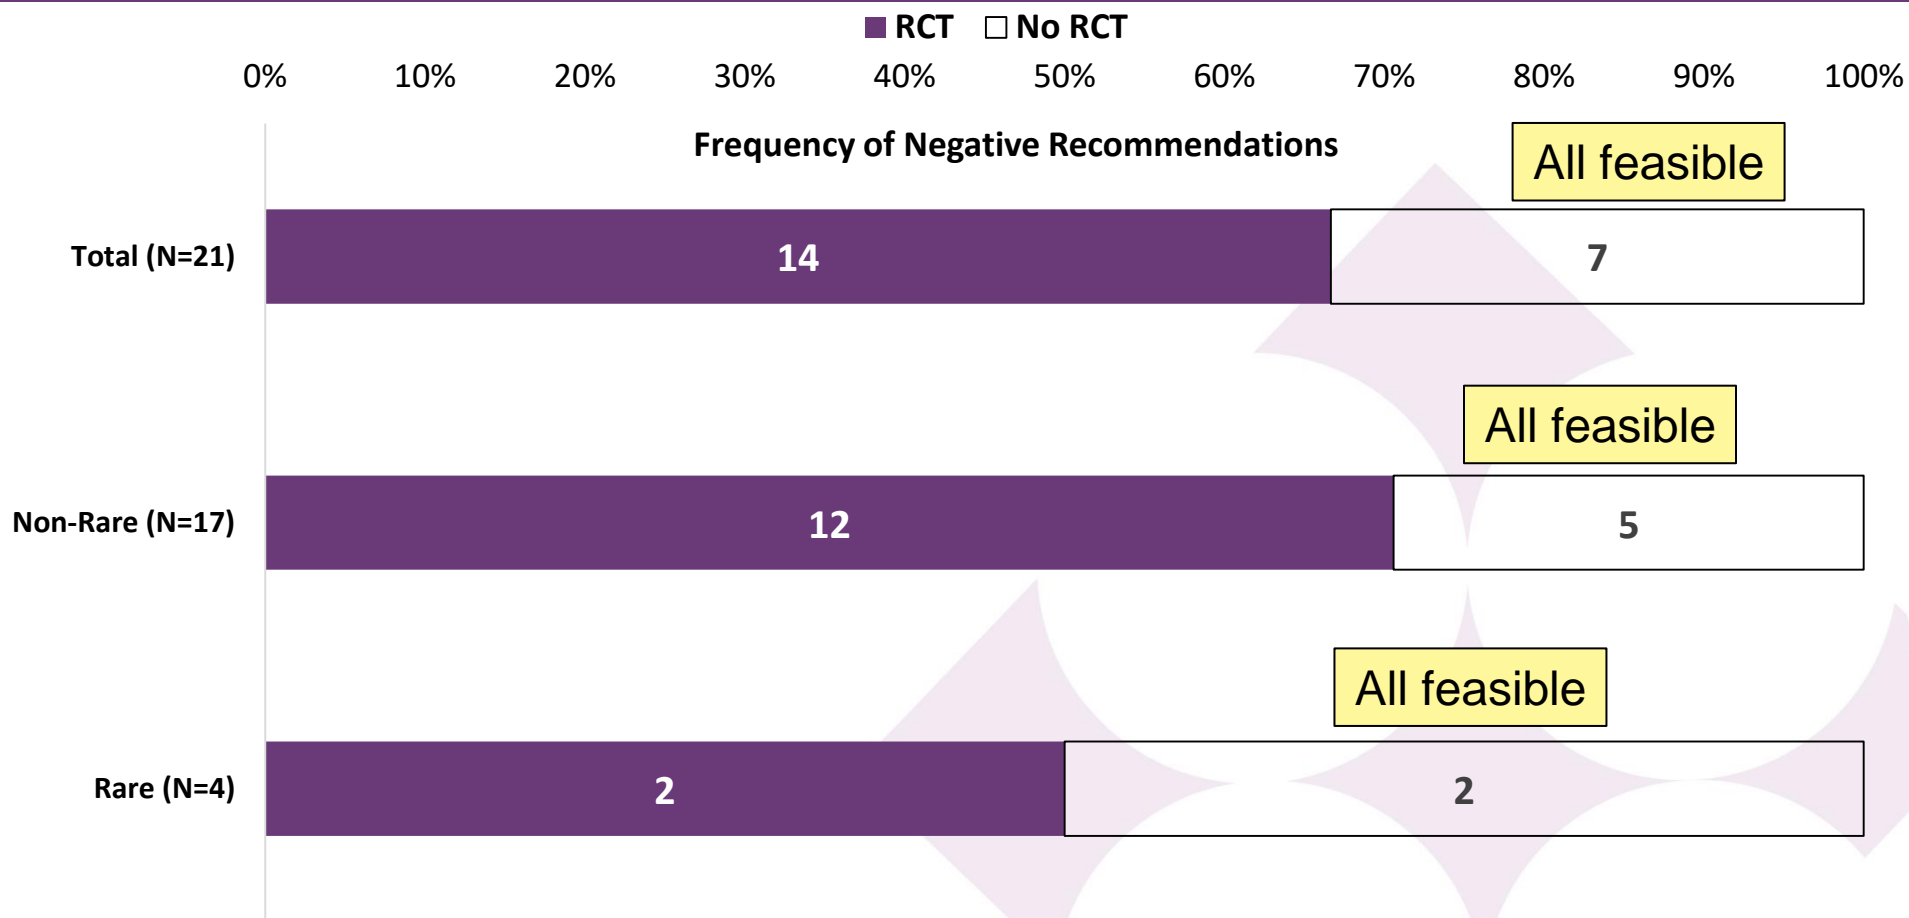 RCT No RCT
0% 10% 20% 30% 40% 50% 60% 70% 80% 90% 100%
Frequency of Negative Recommendations
All feasible
Total (N=21) 14 7
All feasible
Non-Rare (N=17) 12 5
All feasible
Rare (N=4) 2 2